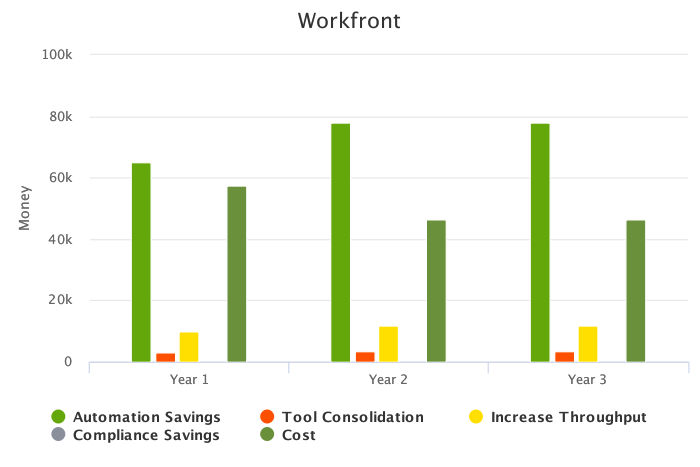 Workfront
100k
80k
60k
40k
20k
0
Money
Year 1 Year 2 Year 3
Automation Savings Tool Consolidation Increase Throughput
Compliance Savings Cost